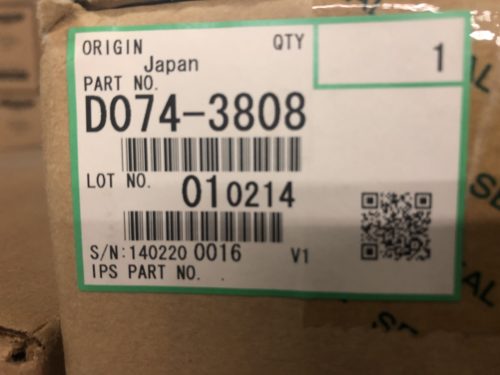 ORIGIN
Japan
QTY
1
PART NO.
D074-3808
LOT NO. 010214
S/N:140220 0016 V1
IPS PART NO.